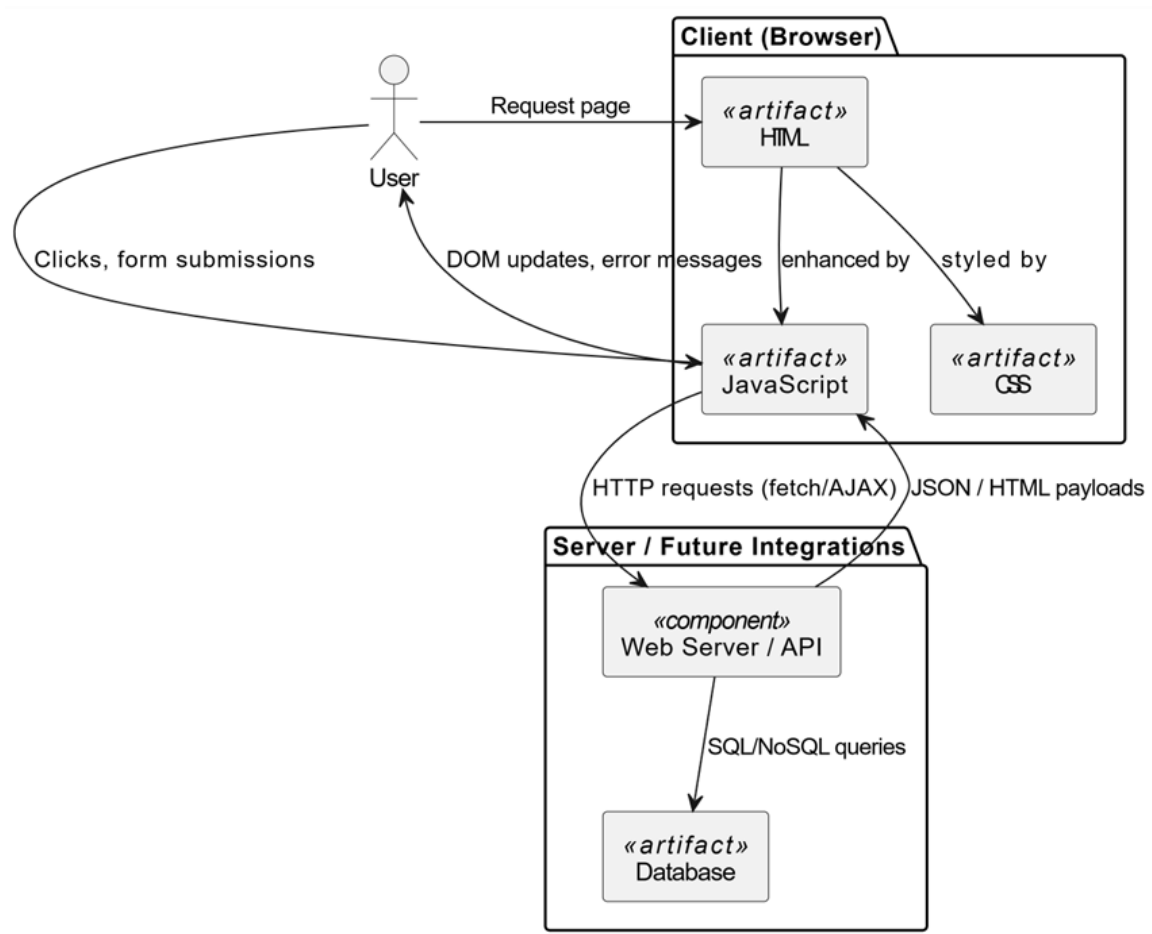 Client (Browser)
«artifact»
HTML
Request page
User
Clicks, form submissions
DOM updates, error messages
enhanced by
styled by
«artifact»
JavaScript
«artifact»
CSS
HTTP requests (fetch/AJAX)
JSON / HTML payloads
Server / Future Integrations
«component»
Web Server / API
SQL/NoSQL queries
«artifact»
Database